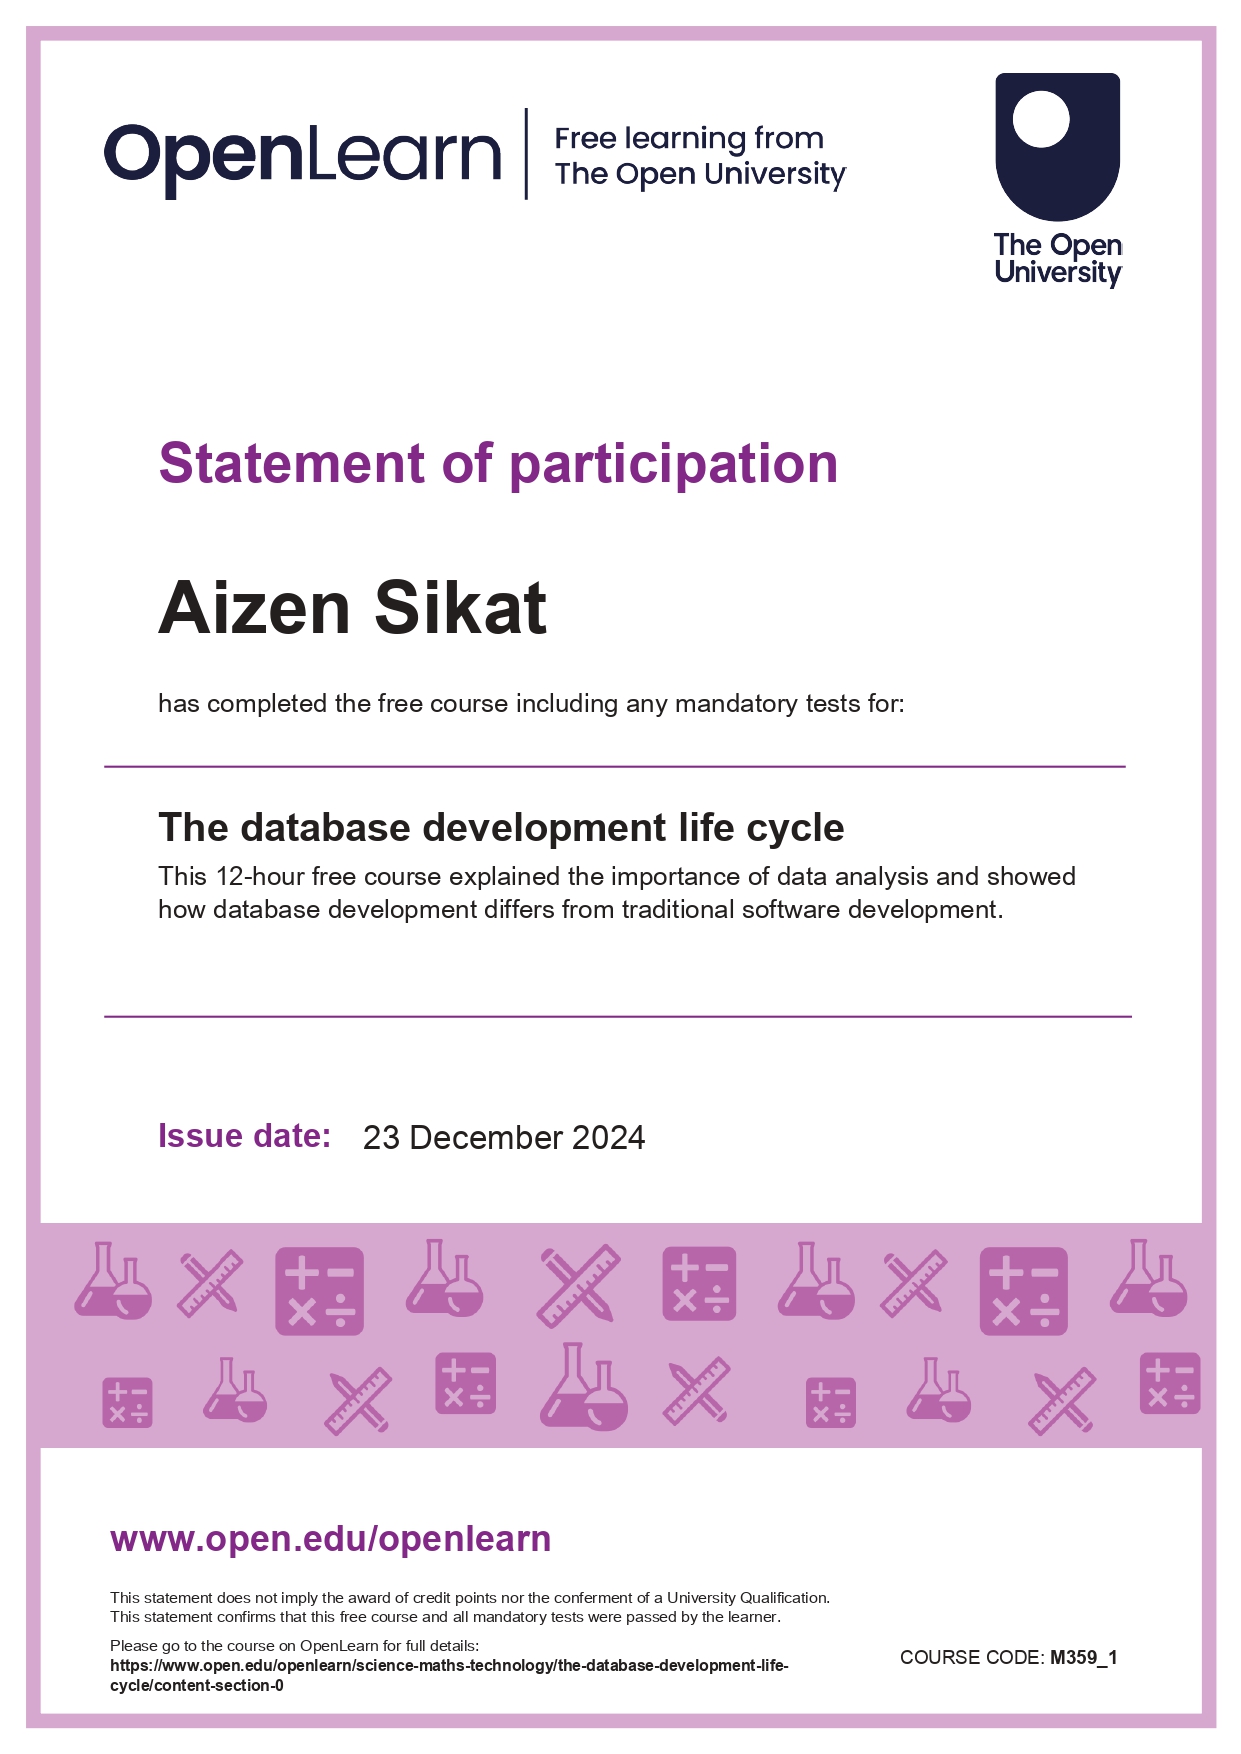 OpenLearn
Free learning from
The Open University
The Open
University
Statement of participation
Aizen Sikat
has completed the free course including any mandatory tests for:
The database development life cycle
This 12-hour free course explained the importance of data analysis and showed
how database development differs from traditional software development.
Issue date: 23 December 2024
www.open.edu/openlearn
This statement does not imply the award of credit points nor the conferment of a University Qualification.
This statement confirms that this free course and all mandatory tests were passed by the learner.
Please go to the course on OpenLearn for full details:
https://www.open.edu/openlearn/science-maths-technology/the-database-development-life-
cycle/content-section-0
COURSE CODE: M359_1